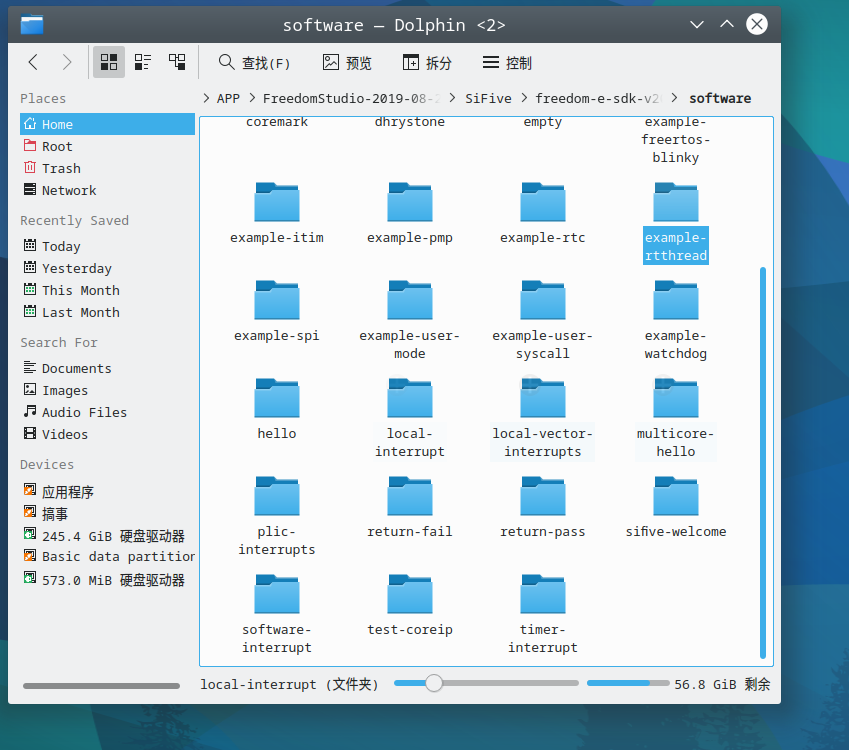 software — Dolphin <2>
查找(F) 预览 拆分 控制
Places
Home
Root
Trash
Network
Recently Saved
Today
Yesterday
This Month
Last Month
Search For
Documents
Images
Audio Files
Videos
Devices
应用程序
搞事
245.4 GiB 硬盘驱动器
Basic data partition
573.0 MiB 硬盘驱动器
APP FreedomStudio-2019-08- SiFive freedom-e-sdk-v2 software
coremark dhrystone empty example-
freertos-
blinky
example-itim example-pmp example-rtc example-
rtthread
example-spi example-user- example-user- example-
mode syscall watchdog
hello local- local-vector- multicore-
interrupt interrupts hello
plic- return-fail return-pass sifive-welcome
interrupts
software- test-coreip timer-
interrupt interrupt
local-interrupt (文件夹) 56.8 GiB 剩余